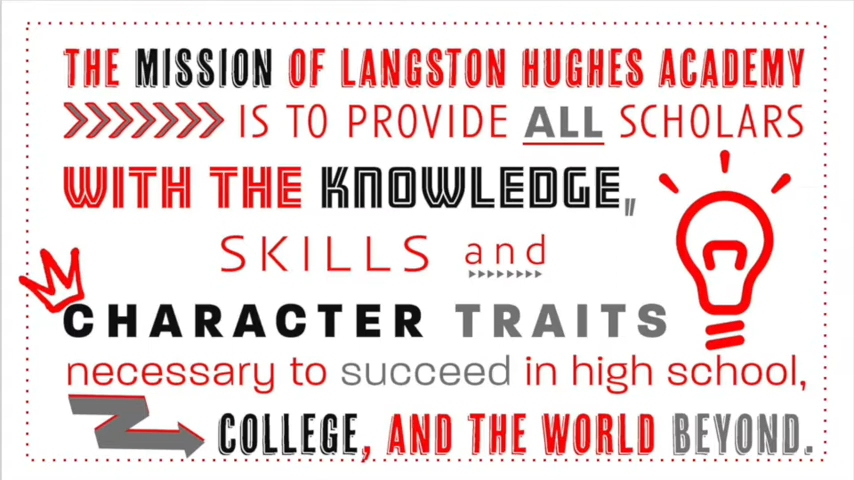 THE MISSION OF LANGSTON HUGHES ACADEMY
IS TO PROVIDE ALL SCHOLARS
WITH THE KNOWLEDGE,
SKILLS and
CHARACTER TRAITS
necessary to succeed in high school,
COLLEGE, AND THE WORLD BEYOND.